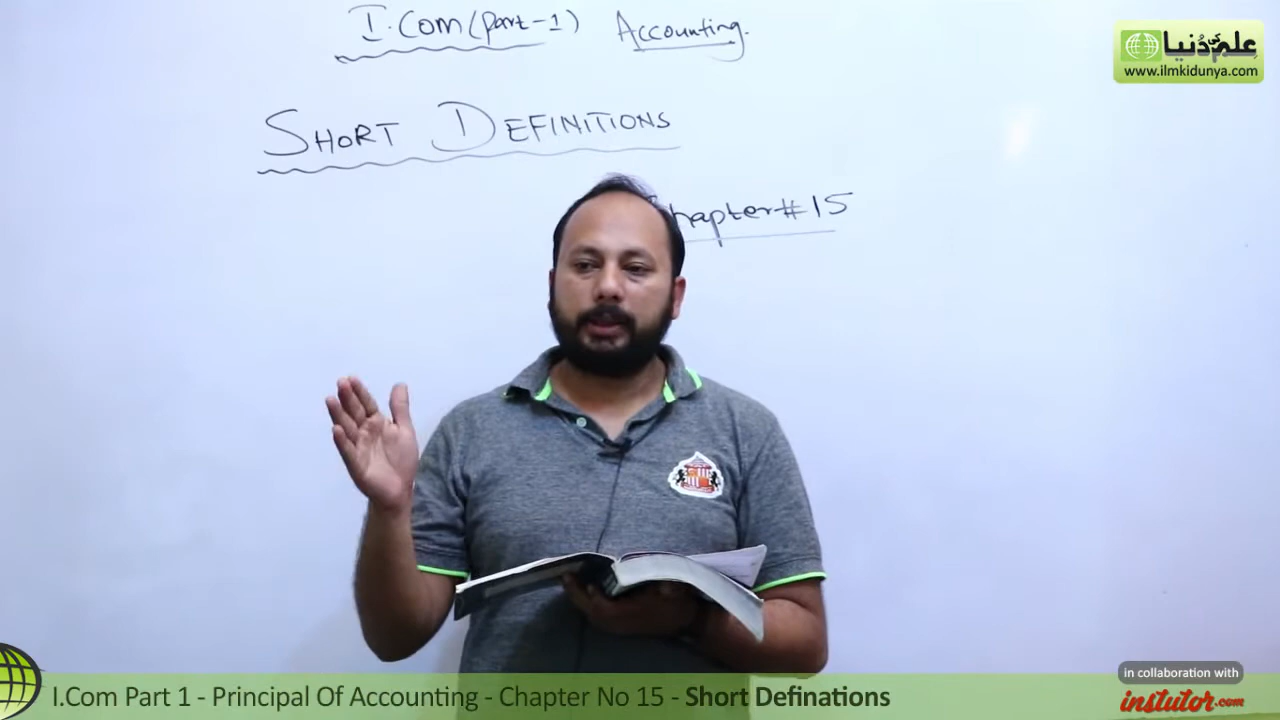 I.Com (Part-1) Accounting.
علم کی دُنیا
www.ilmkidunya.com
SHORT DEFINITIONS
Chapter#15
in collaboration with
instutor.com
I.Com Part 1 - Principal Of Accounting - Chapter No 15 - Short Definations